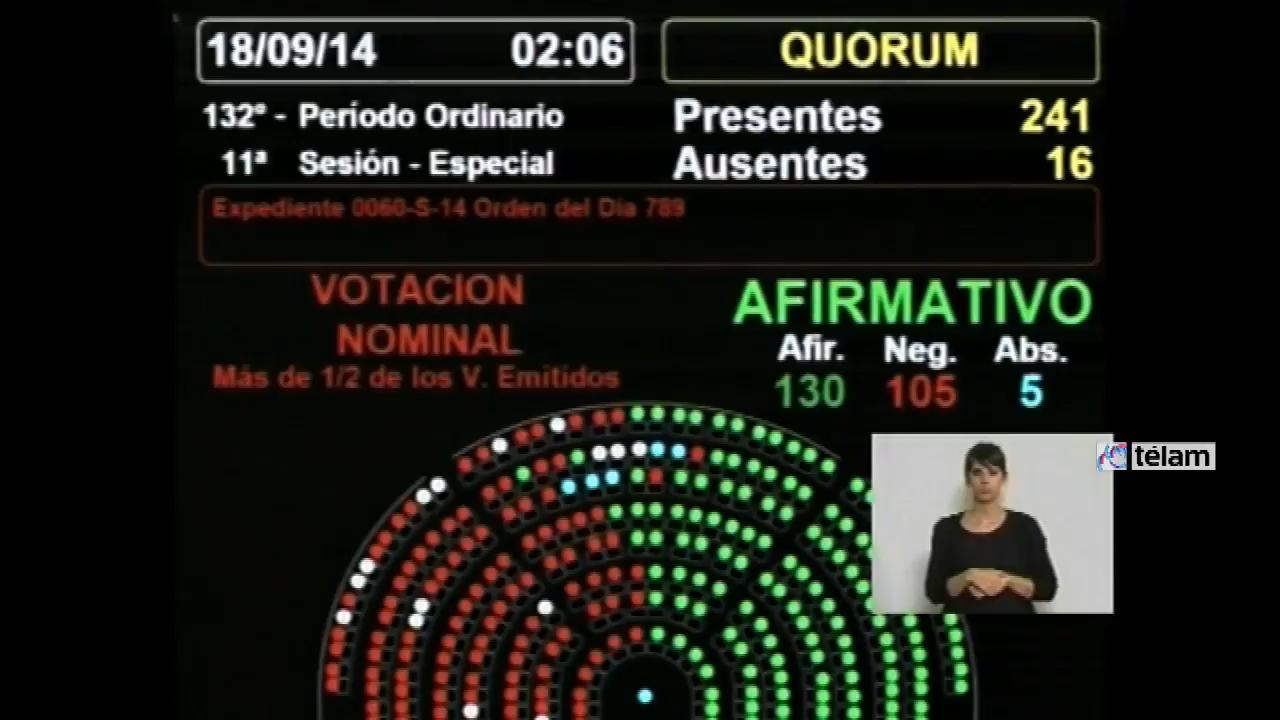 18/09/14 02:06
QUORUM
132° - Período Ordinario
Presentes 241
11ª Sesión - Especial
Ausentes 16
Expediente 0060-S-14 Orden del Dia 789
VOTACION
NOMINAL
Más de 1/2 de los V. Emitidos
AFIRMATIVO
Afir. Neg. Abs.
130 105 5
télam